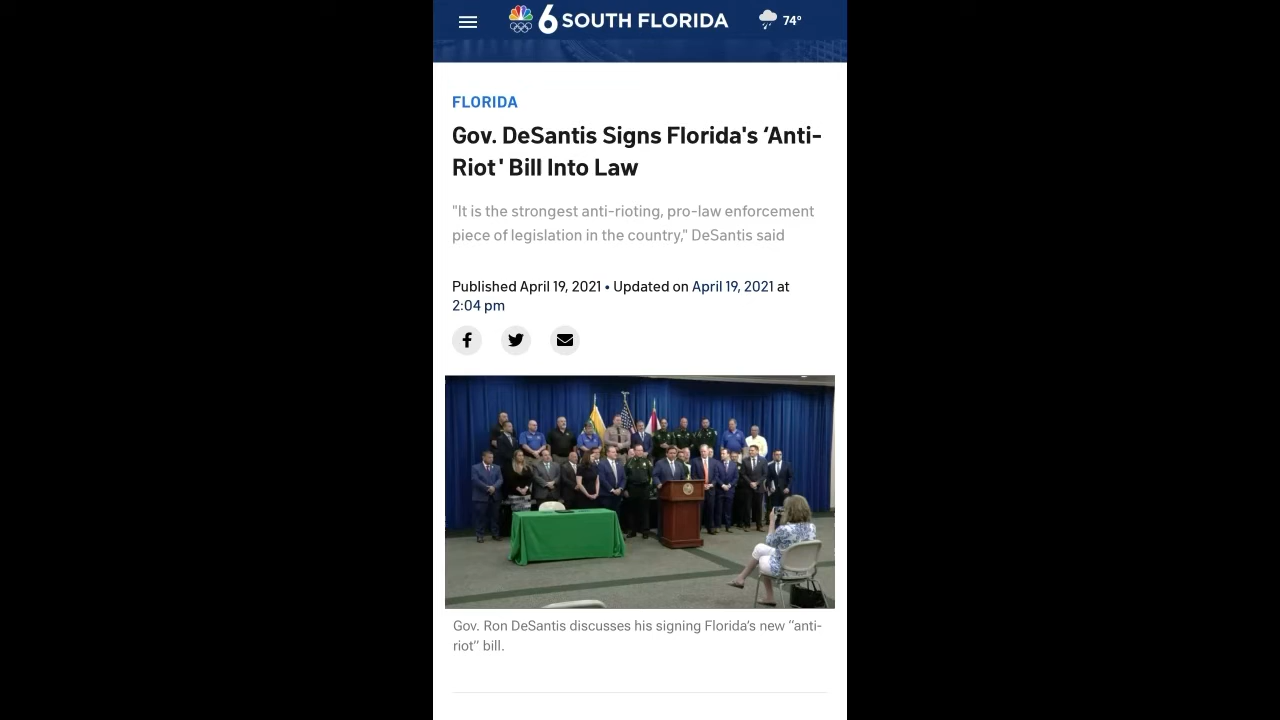 6 SOUTH FLORIDA 74°
FLORIDA
Gov. DeSantis Signs Florida's ‘Anti-
Riot' Bill Into Law
"It is the strongest anti-rioting, pro-law enforcement
piece of legislation in the country," DeSantis said
Published April 19, 2021 • Updated on April 19, 2021 at
2:04 pm
Gov. Ron DeSantis discusses his signing Florida’s new “anti-
riot” bill.